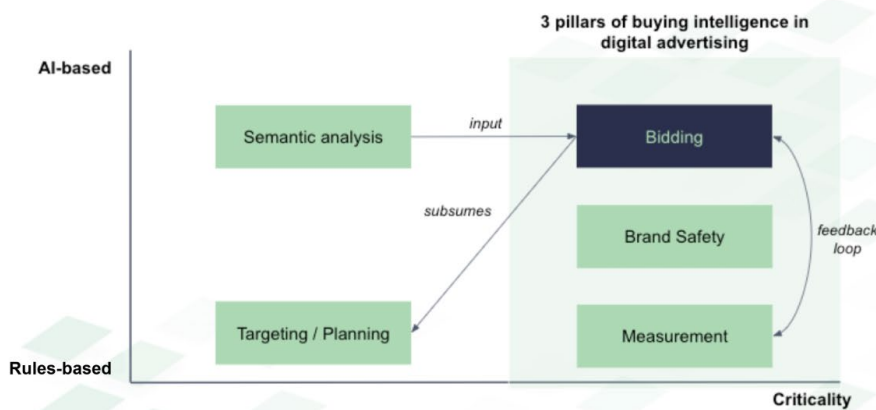 3 pillars of buying intelligence in
digital advertising
AI-based
Semantic analysis
input
Bidding
subsumes
Brand Safety
feedback
loop
Targeting / Planning
Measurement
Rules-based
Criticality